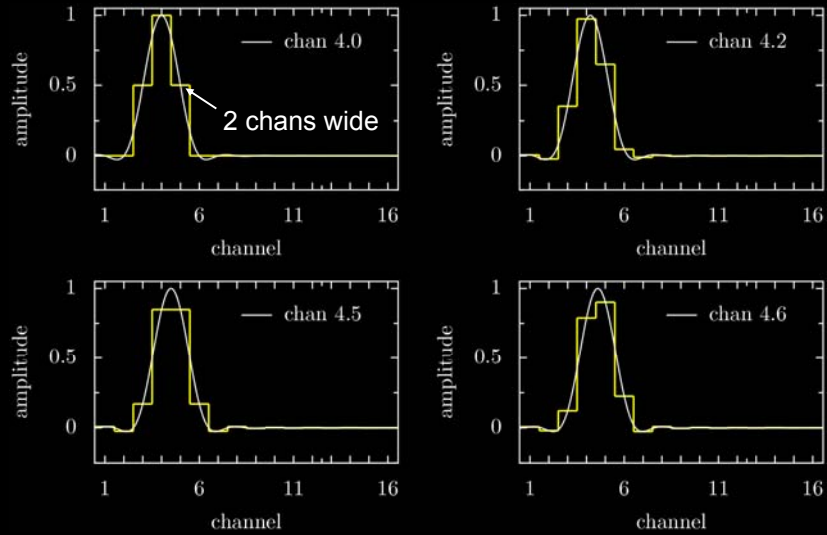 1
0.5
0
amplitude
chan 4.0
2 chans wide
1 6 11 16
channel
1
0.5
0
amplitude
chan 4.2
1 6 11 16
channel
1
0.5
0
amplitude
chan 4.5
1 6 11 16
channel
1
0.5
0
amplitude
chan 4.6
1 6 11 16
channel